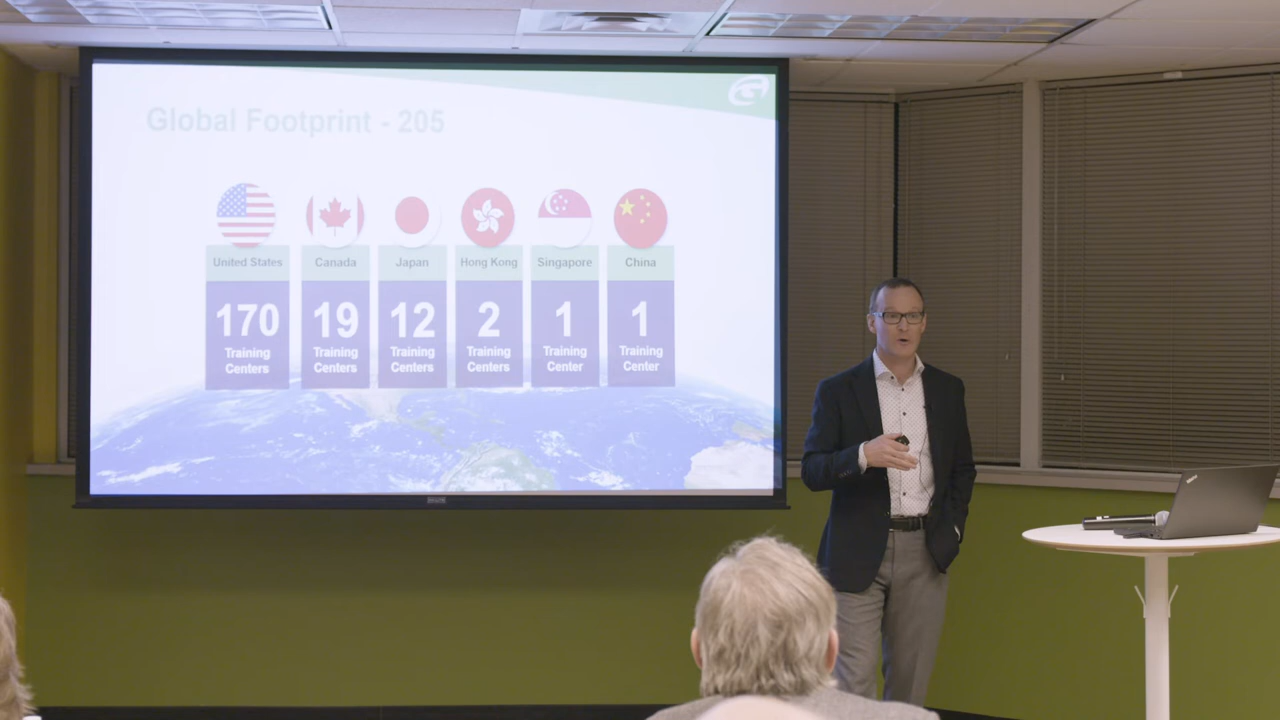 Global Footprint - 205
United States
Canada
Japan
Hong Kong
Singapore
China
170
19
12
2
1
1
Training Centers
Training Centers
Training Centers
Training Centers
Training Center
Training Center